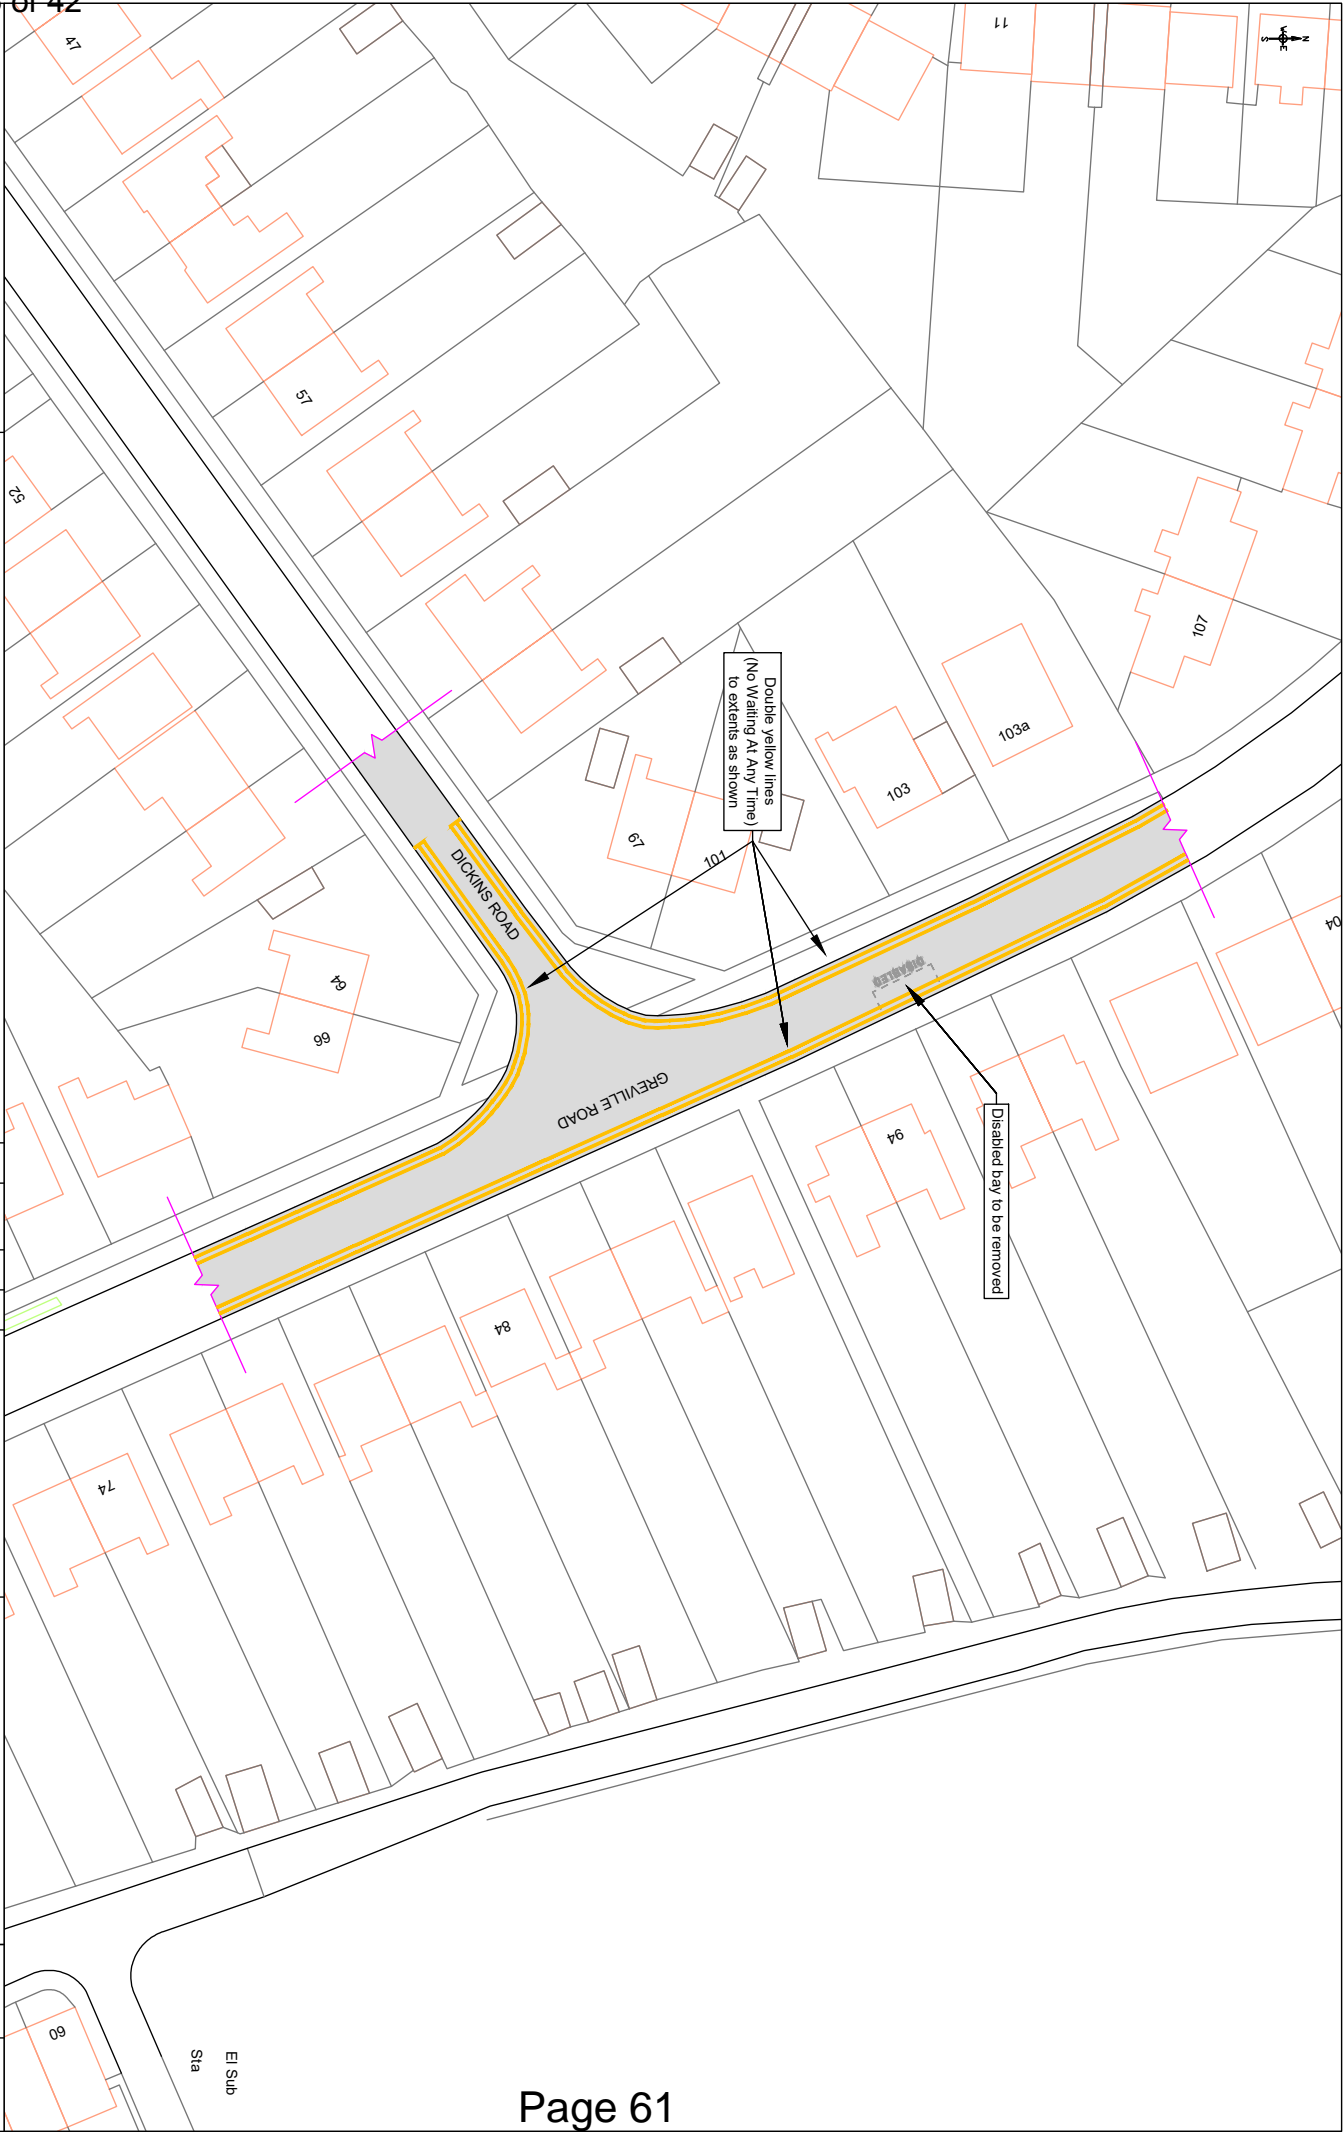 of 42
47
11
N
S
E
57
52
107
103a
103
Double yellow lines
(No Waiting At Any Time)
to extents as shown
67
101
DICKINS ROAD
DISABLED
64
66
GREVILLE ROAD
94
Disabled bay to be removed
84
74
60
El Sub
Sta
Page 61